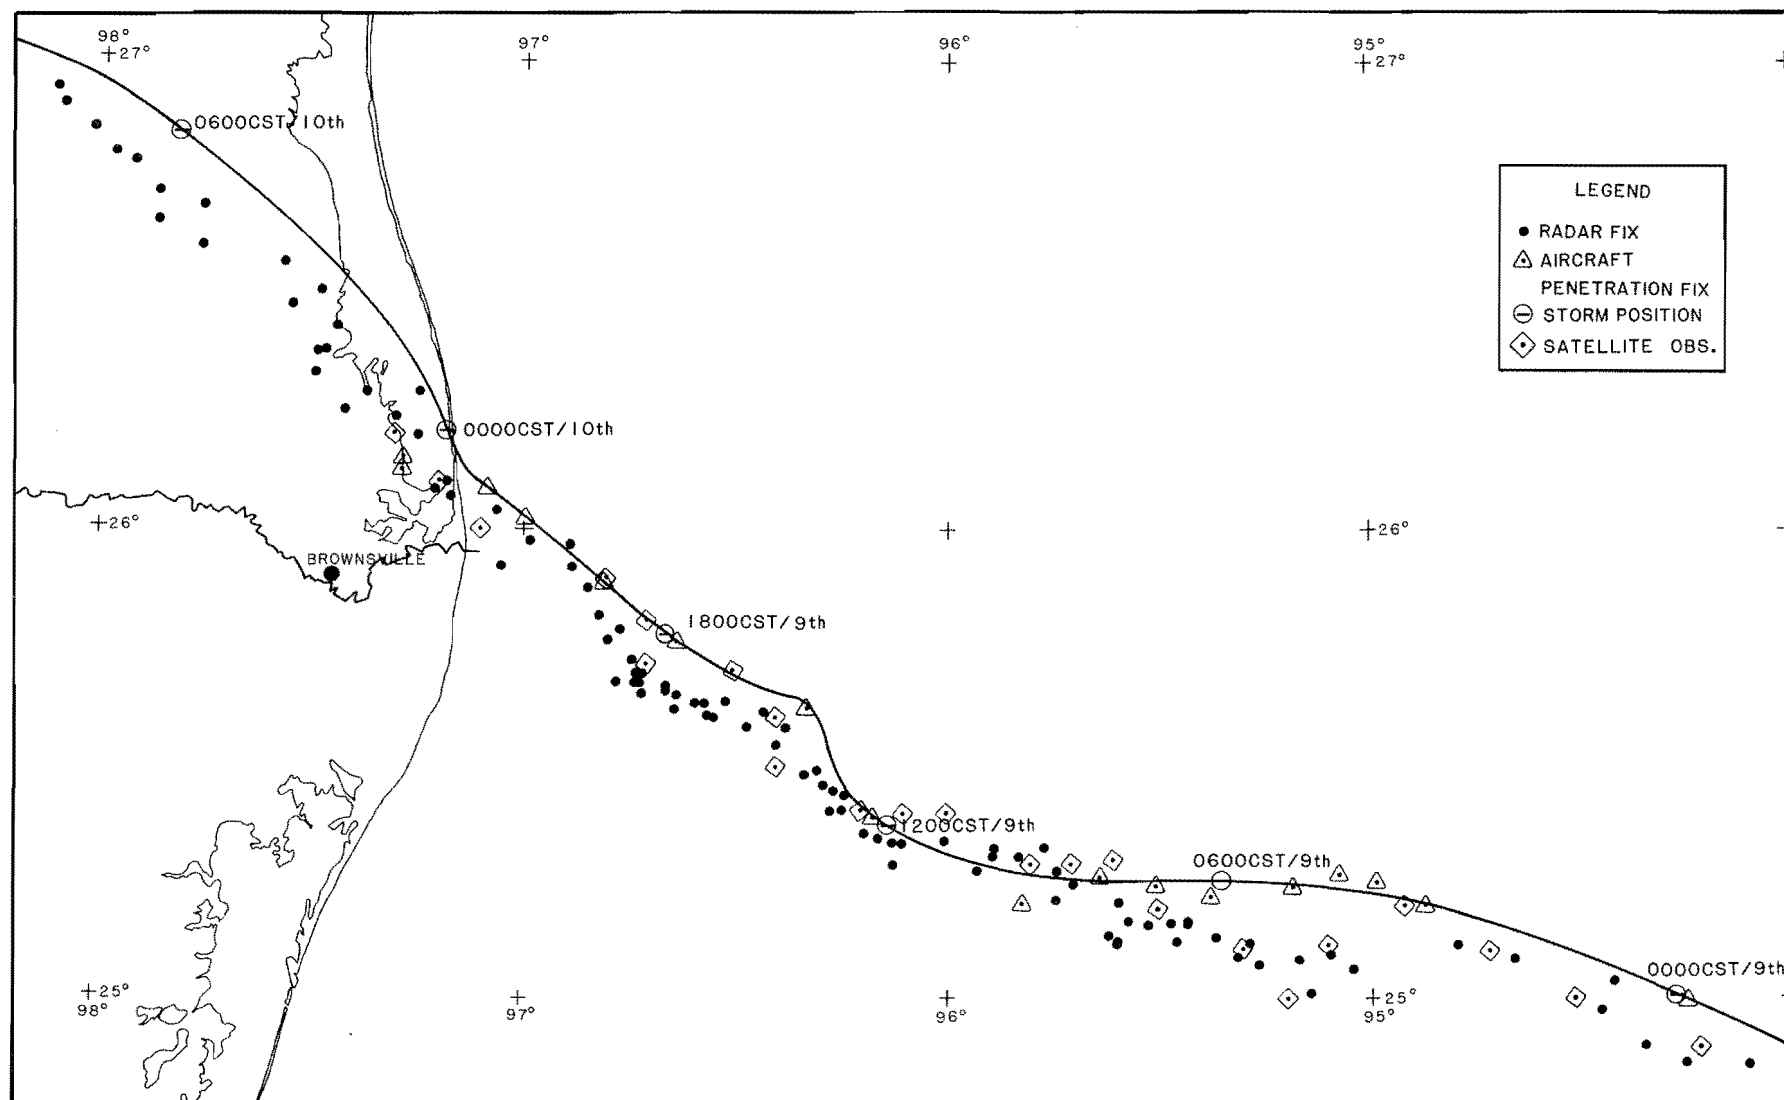 98°
27°
97°
96°
95°
27°
0600CST/10th
LEGEND
RADAR FIX
AIRCRAFT
PENETRATION FIX
STORM POSITION
SATELLITE OBS.
0000CST/10th
26°
26°
BROWNSVILLE
1800CST/9th
1200CST/9th
0600CST/9th
0000CST/9th
25°
98°
97°
96°
25°
95°